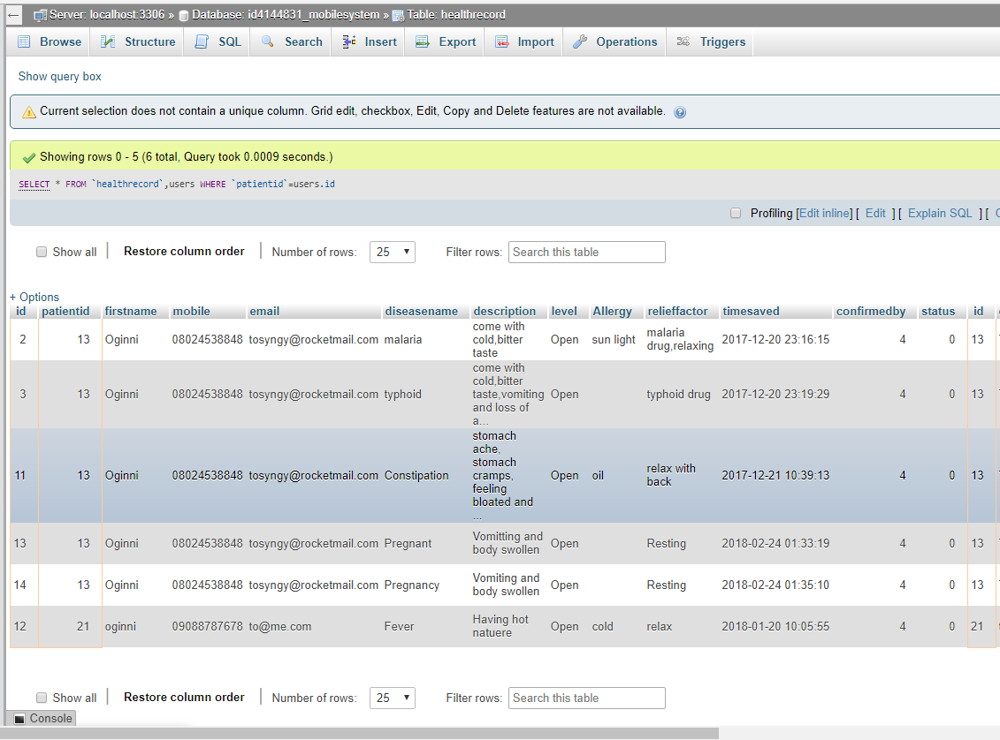 Server: localhost:3306 » Database: id4144831_mobilesystem » Table: healthrecord
Browse Structure SQL Search Insert Export Import Operations Triggers
Show query box
Current selection does not contain a unique column. Grid edit, checkbox, Edit, Copy and Delete features are not available.
Showing rows 0 - 5 (6 total, Query took 0.0009 seconds.)
SELECT * FROM `healthrecord`,users WHERE `patientid`=users.id
Profiling [Edit inline] [ Edit ] [ Explain SQL ] [
Show all | Restore column order | Number of rows: 25 Filter rows: Search this table
+ Options
id patientid firstname mobile email diseasename description level Allergy relieffactor timesaved confirmedby status id
2 13 Oginni 08024538848 tosyngy@rocketmail.com malaria come with
cold,bitter
taste Open sun light malaria
drug,relaxing 2017-12-20 23:16:15 4 0 13
3 13 Oginni 08024538848 tosyngy@rocketmail.com typhoid come with
cold,bitter
taste,vomiting
and loss of
a... Open typhoid drug 2017-12-20 23:19:29 4 0 13
11 13 Oginni 08024538848 tosyngy@rocketmail.com Constipation stomach
ache,
stomach
cramps,
feeling
bloated and
... Open oil relax with
back 2017-12-21 10:39:13 4 0 13
13 13 Oginni 08024538848 tosyngy@rocketmail.com Pregnant Vomitting and
body swollen Open Resting 2018-02-24 01:33:19 4 0 13
14 13 Oginni 08024538848 tosyngy@rocketmail.com Pregnancy Vomiting and
body swollen Open Resting 2018-02-24 01:35:10 4 0 13
12 21 oginni 09088787678 to@me.com Fever Having hot
natuere Open cold relax 2018-01-20 10:05:55 4 0 21
Show all | Restore column order | Number of rows: 25 Filter rows: Search this table
Console